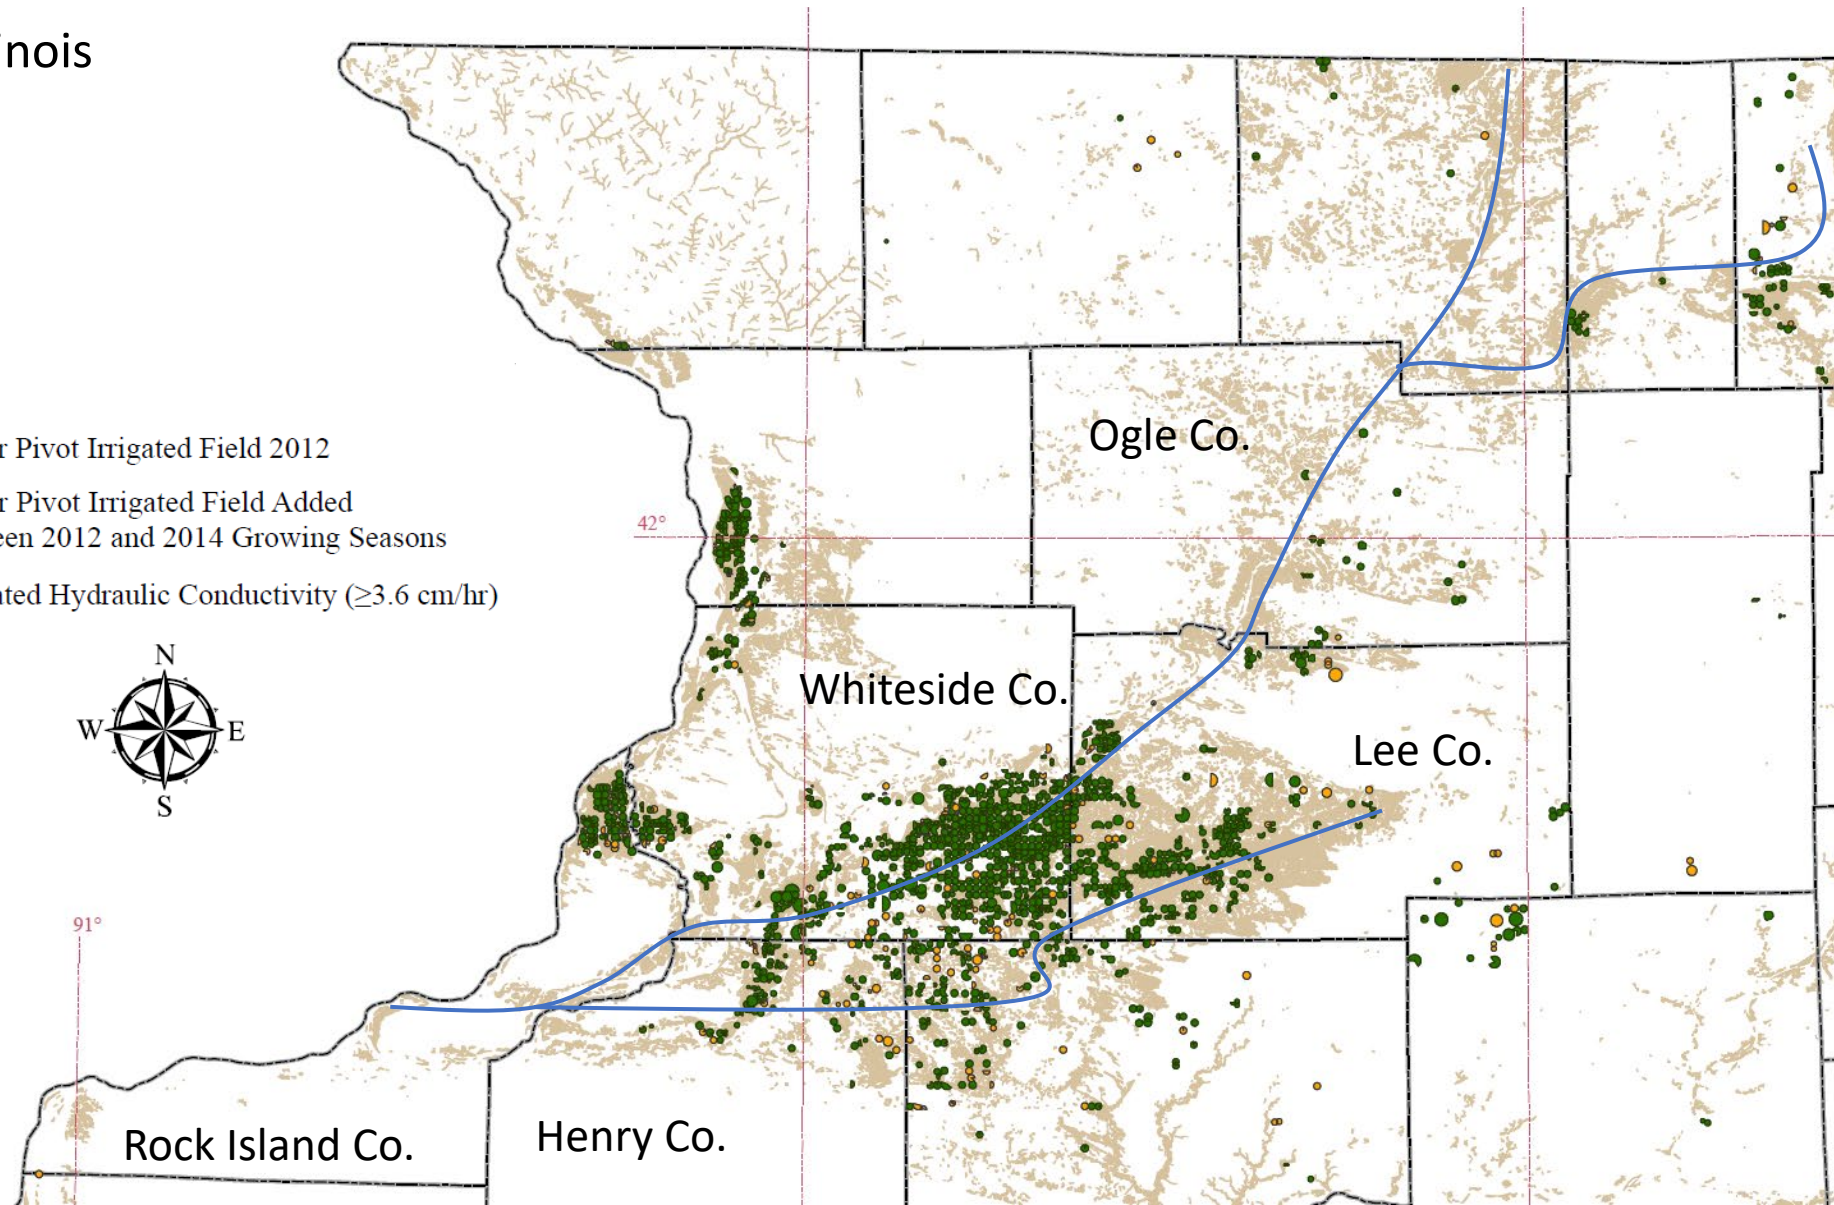 inois
r Pivot Irrigated Field 2012
r Pivot Irrigated Field Added
een 2012 and 2014 Growing Seasons
ated Hydraulic Conductivity (≥3.6 cm/hr)
N
W E
S
42°
91°
Ogle Co.
Whiteside Co.
Lee Co.
Rock Island Co.
Henry Co.